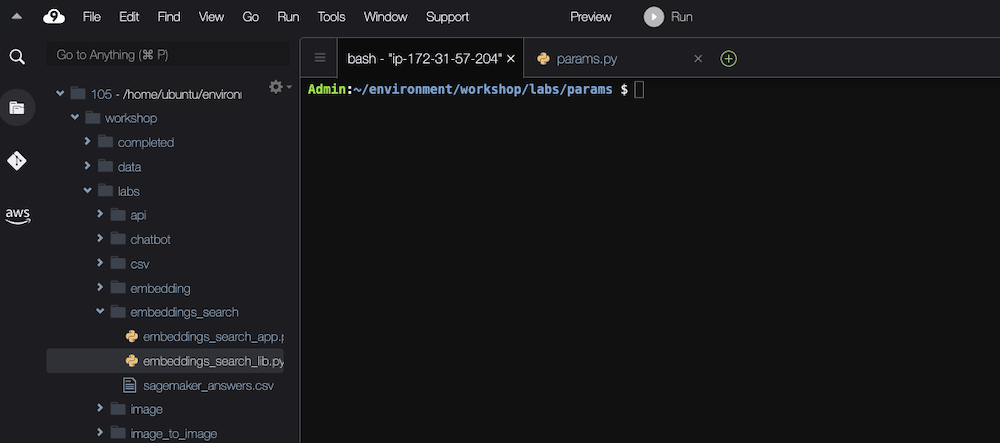 9 File Edit Find View Go Run Tools Window Support Preview Run
Go to Anything (⌘ P)
bash - "ip-172-31-57-204" ×
params.py ×
105 - /home/ubuntu/environ
workshop
completed
data
labs
api
chatbot
csv
embedding
embeddings_search
embeddings_search_app.p
embeddings_search_lib.py
sagemaker_answers.csv
image
image_to_image
aws
Admin:~/environment/workshop/labs/params $